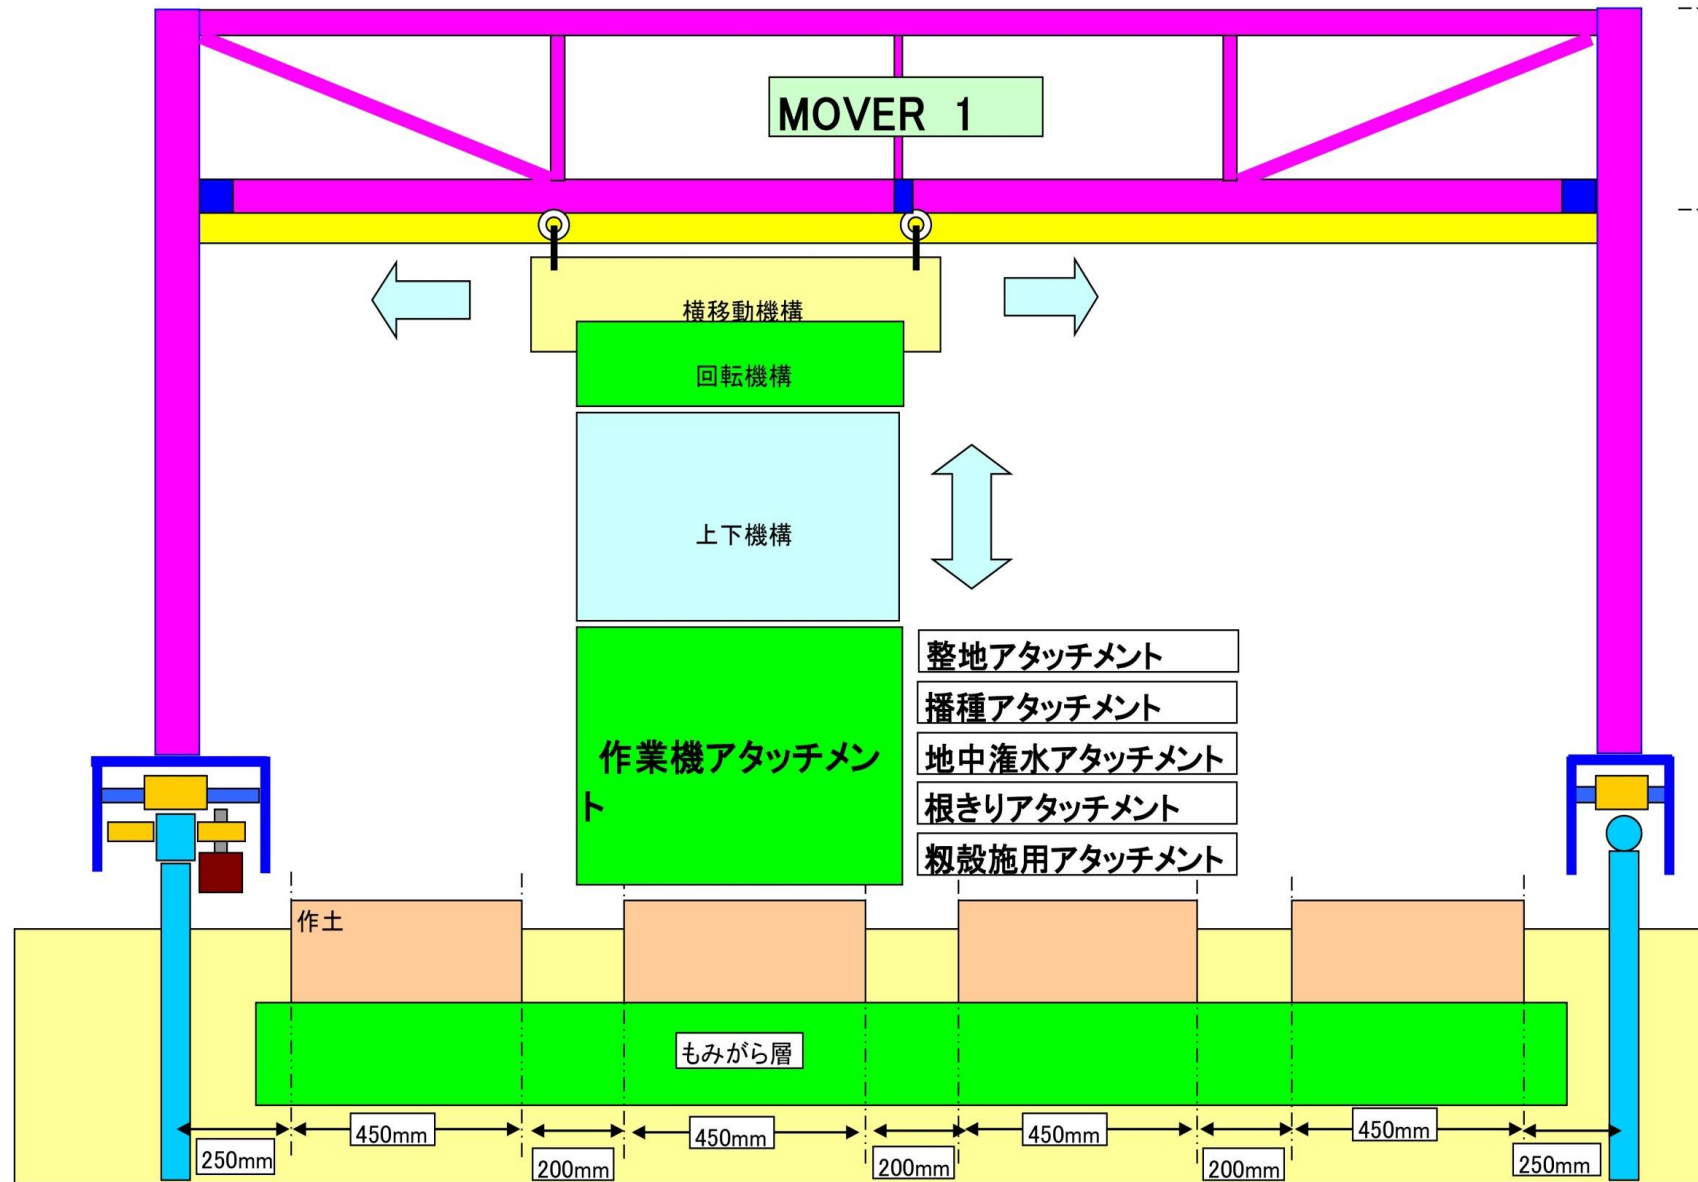 MOVER 1
横移動機構
回転機構
上下機構
整地アタッチメント
播種アタッチメント
作業機アタッチメン
ト
地中潅水アタッチメント
根きりアタッチメント
籾殻施用アタッチメント
作土
もみがら層
450mm
450mm
450mm
450mm
250mm
200mm
200mm
200mm
250mm